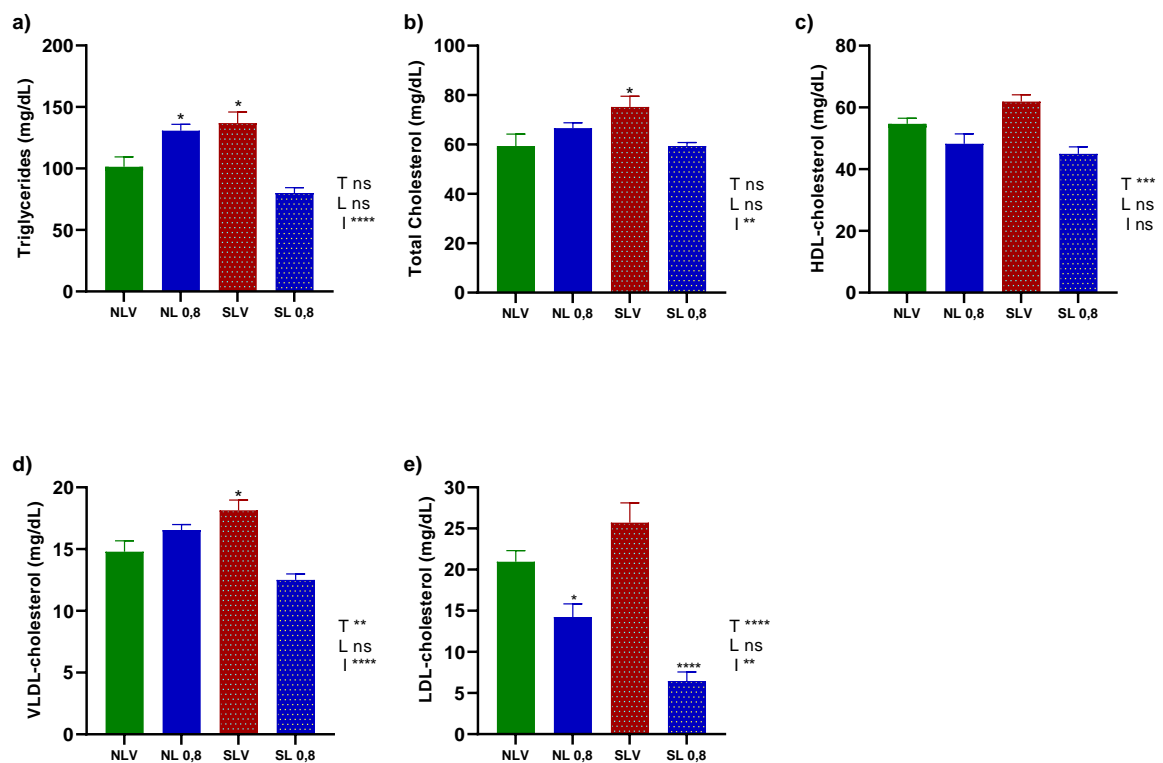 a)
Triglycerides (mg/dL)
200
150
100
50
0
*
*
NLV NL 0,8 SLV SL 0,8
T ns
L ns
I ****
b)
Total Cholesterol (mg/dL)
100
80
60
40
20
0
*
NLV NL 0,8 SLV SL 0,8
T ns
L ns
I **
c)
HDL-cholesterol (mg/dL)
80
60
40
20
0
NLV NL 0,8 SLV SL 0,8
T ***
L ns
I ns
d)
VLDL-cholesterol (mg/dL)
20
15
10
5
0
*
NLV NL 0,8 SLV SL 0,8
T **
L ns
I ****
e)
LDL-cholesterol (mg/dL)
30
25
20
15
10
5
0
*
****
NLV NL 0,8 SLV SL 0,8
T ****
L ns
I **